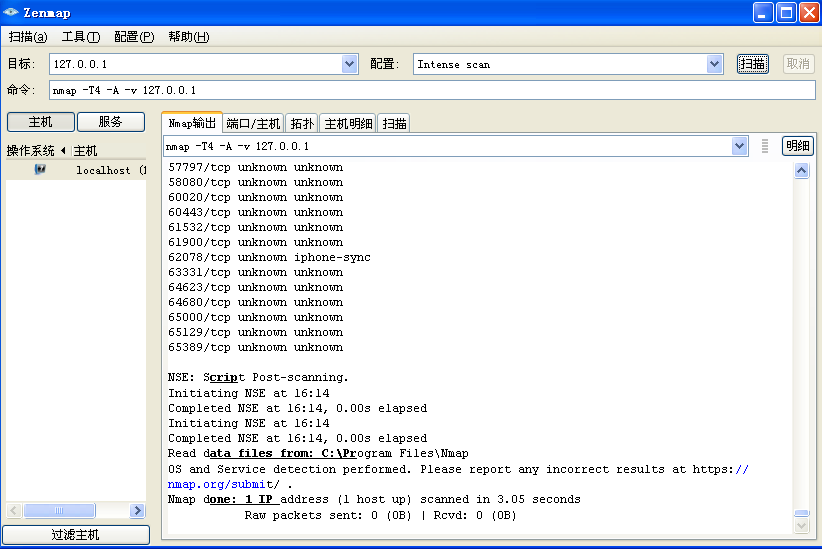 Zenmap
扫描(a) 工具(T) 配置(P) 帮助(H)
目标: 127.0.0.1 配置: Intense scan 扫描 取消
命令: nmap -T4 -A -v 127.0.0.1
主机 服务 Nmap输出 端口/主机 拓扑 主机明细 扫描
操作系统 主机
localhost (1
nmap -T4 -A -v 127.0.0.1 明细
57797/tcp unknown unknown
58080/tcp unknown unknown
60020/tcp unknown unknown
60443/tcp unknown unknown
61532/tcp unknown unknown
61900/tcp unknown unknown
62078/tcp unknown iphone-sync
63331/tcp unknown unknown
64623/tcp unknown unknown
64680/tcp unknown unknown
65000/tcp unknown unknown
65129/tcp unknown unknown
65389/tcp unknown unknown
NSE: Script Post-scanning.
Initiating NSE at 16:14
Completed NSE at 16:14, 0.00s elapsed
Initiating NSE at 16:14
Completed NSE at 16:14, 0.00s elapsed
Read data files from: C:\Program Files\Nmap
OS and Service detection performed. Please report any incorrect results at https://
nmap.org/submit/ .
Nmap done: 1 IP address (1 host up) scanned in 3.05 seconds
Raw packets sent: 0 (0B) | Rcvd: 0 (0B)
过滤主机